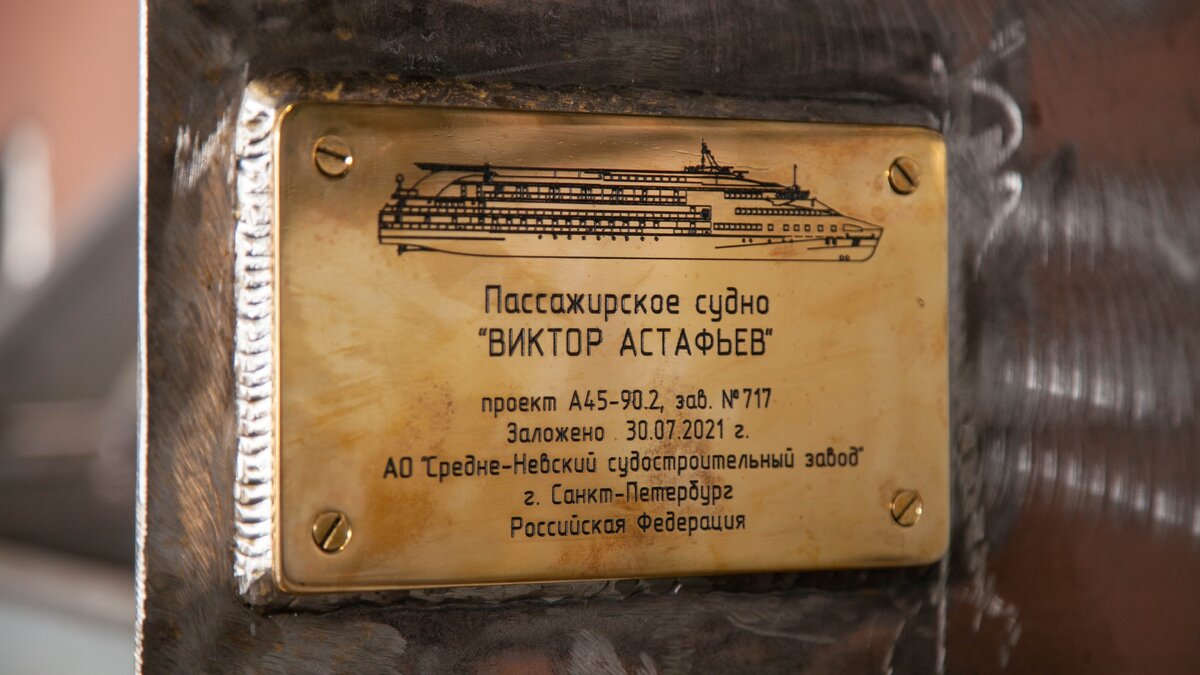 Пассажирское судно
"ВИКТОР АСТАФЬЕВ"
проект А45-90.2, зав. №717
Заложено 30.07.2021 г.
АО "Средне-Невский судостроительный завод"
г. Санкт-Петербург
Российская Федерация